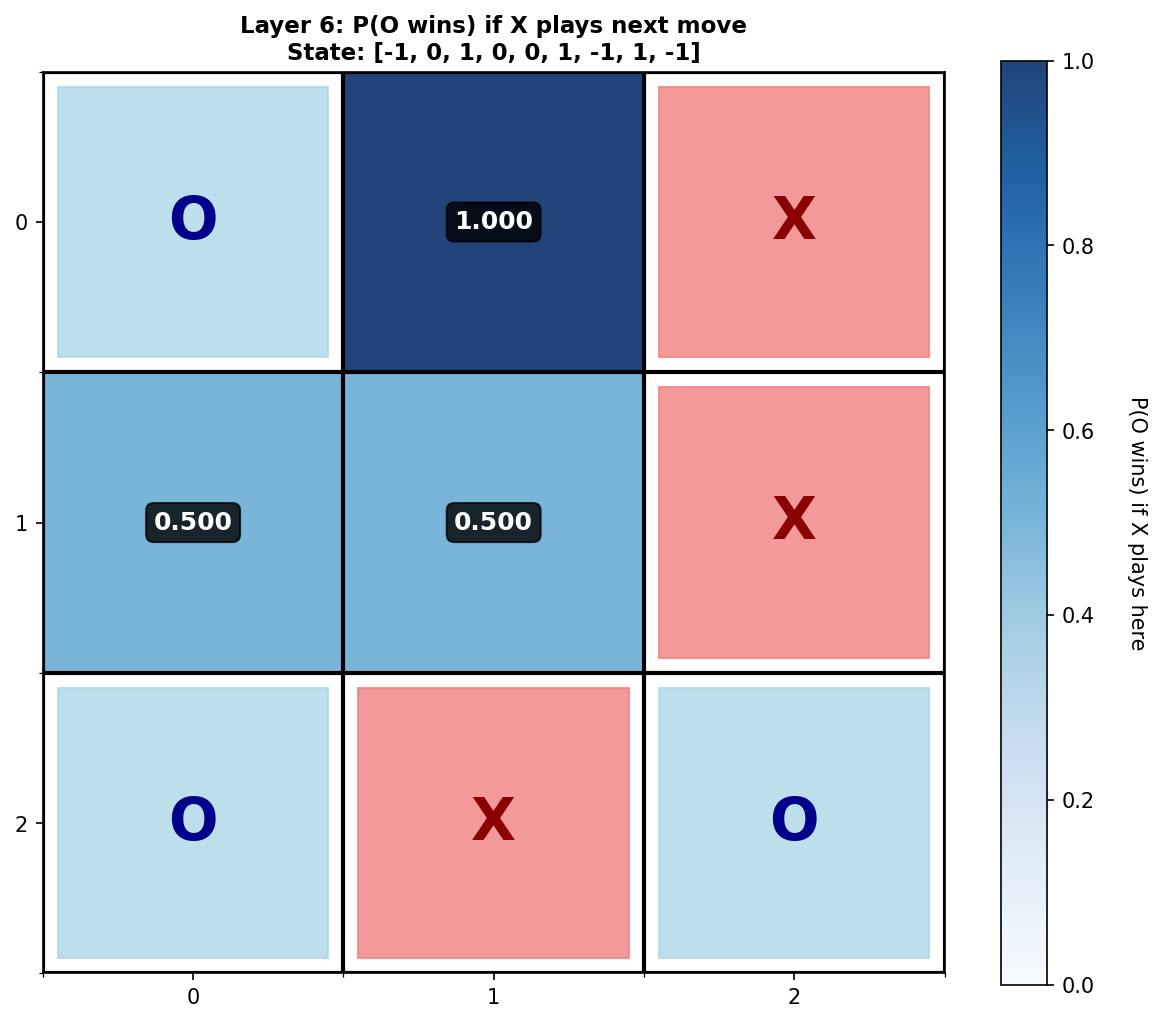 Layer 6: P(O wins) if X plays next move
State: [-1, 0, 1, 0, 0, 1, -1, 1, -1]
0
O
1.000
X
1
0.500
0.500
X
2
O
X
O
0
1
2
1.0
0.8
0.6
0.4
0.2
0.0
P(O wins) if X plays here